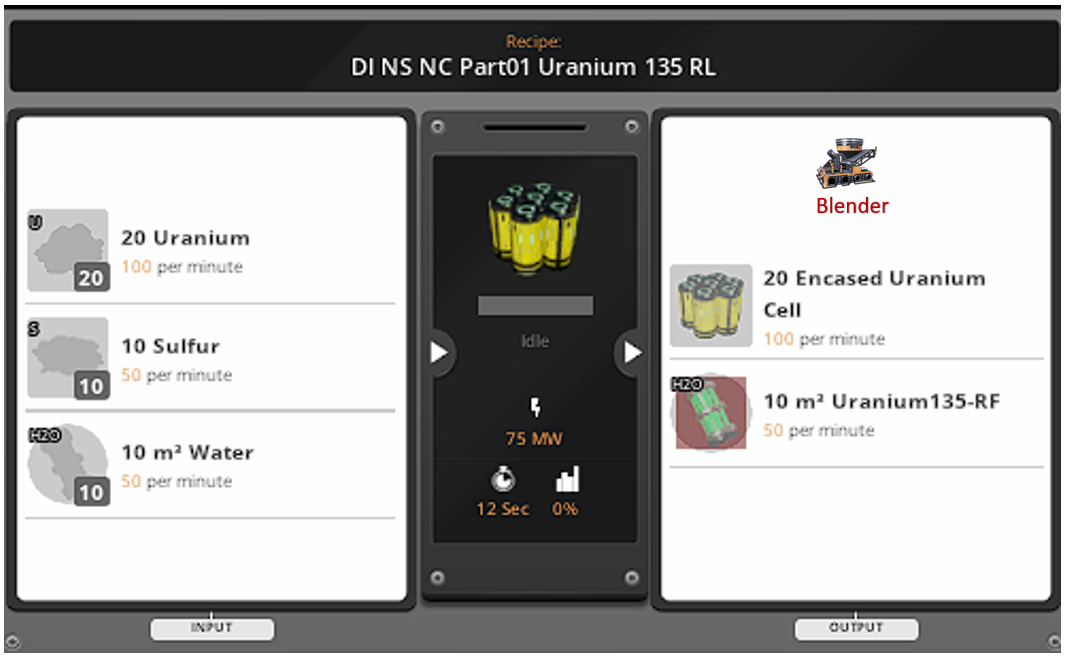 Recipe:
DI NS NC Part01 Uranium 135 RL
U
20 Uranium
100 per minute
20
S
10 Sulfur
50 per minute
10
H2O
10 m³ Water
50 per minute
10
Idle
75 MW
12 Sec 0%
Blender
20 Encased Uranium
Cell
100 per minute
H2O
10 m³ Uranium135-RF
50 per minute
INPUT
OUTPUT